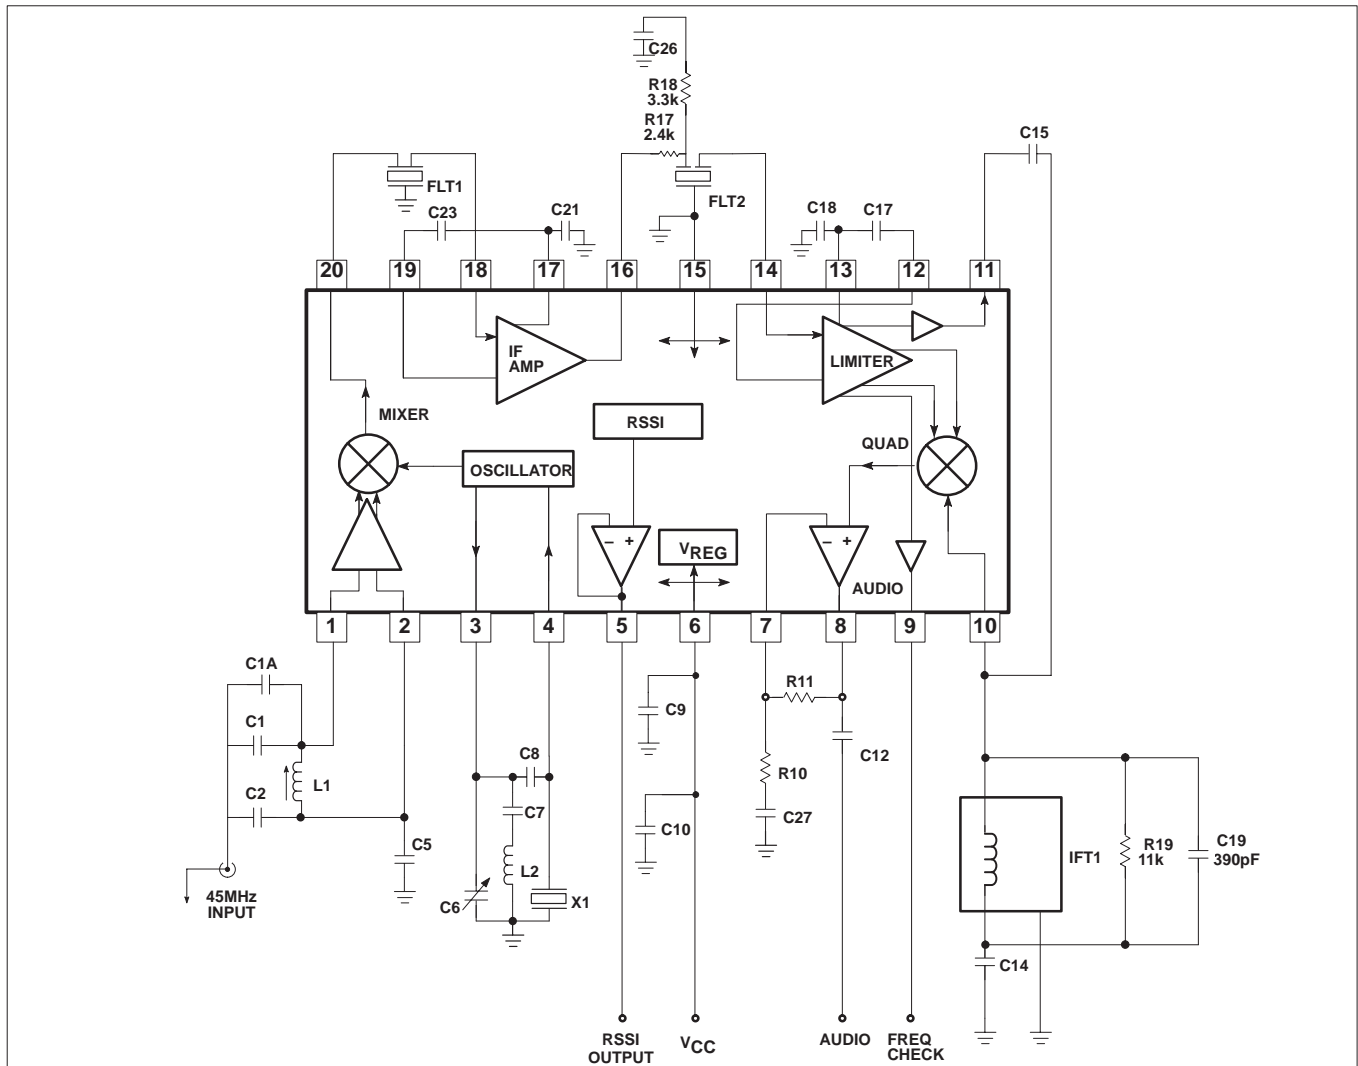 C26
R18
3.3k
R17
2.4k
C15
FLT1
FLT2
C23
C21
C18
C17
20
19
18
17
16
15
14
13
12
11
IF
AMP
LIMITER
MIXER
RSSI
QUAD
OSCILLATOR
– +
VREG
– +
AUDIO
1
2
3
4
5
6
7
8
9
10
C1A
C1
L1
C2
C5
45MHz
INPUT
C8
C7
L2
C6
X1
C9
C10
R11
R10
C12
C27
IFT1
R19
11k
C19
390pF
C14
RSSI
OUTPUT
VCC
AUDIO
FREQ
CHECK